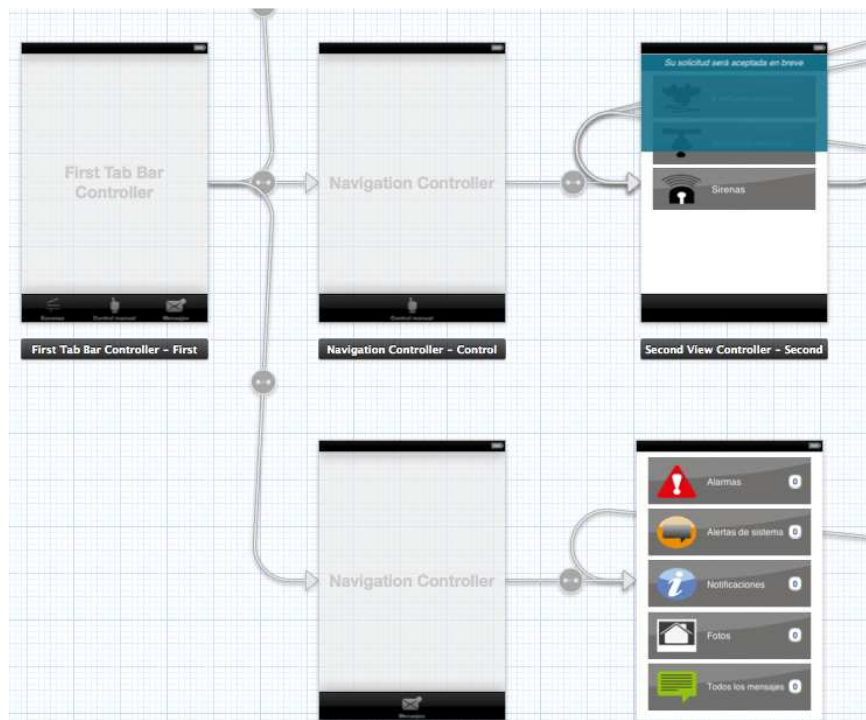 First Tab Bar
Controller
Control manual
Mensajes
First Tab Bar Controller – First
Navigation Controller
Control manual
Navigation Controller – Control
Su solicitud será aceptada en breve
Sirenas
Second View Controller – Second
Navigation Controller
Mensajes
Alarmas 0
Alertas de sistema 0
Notificaciones 0
Fotos 0
Todos los mensajes 0